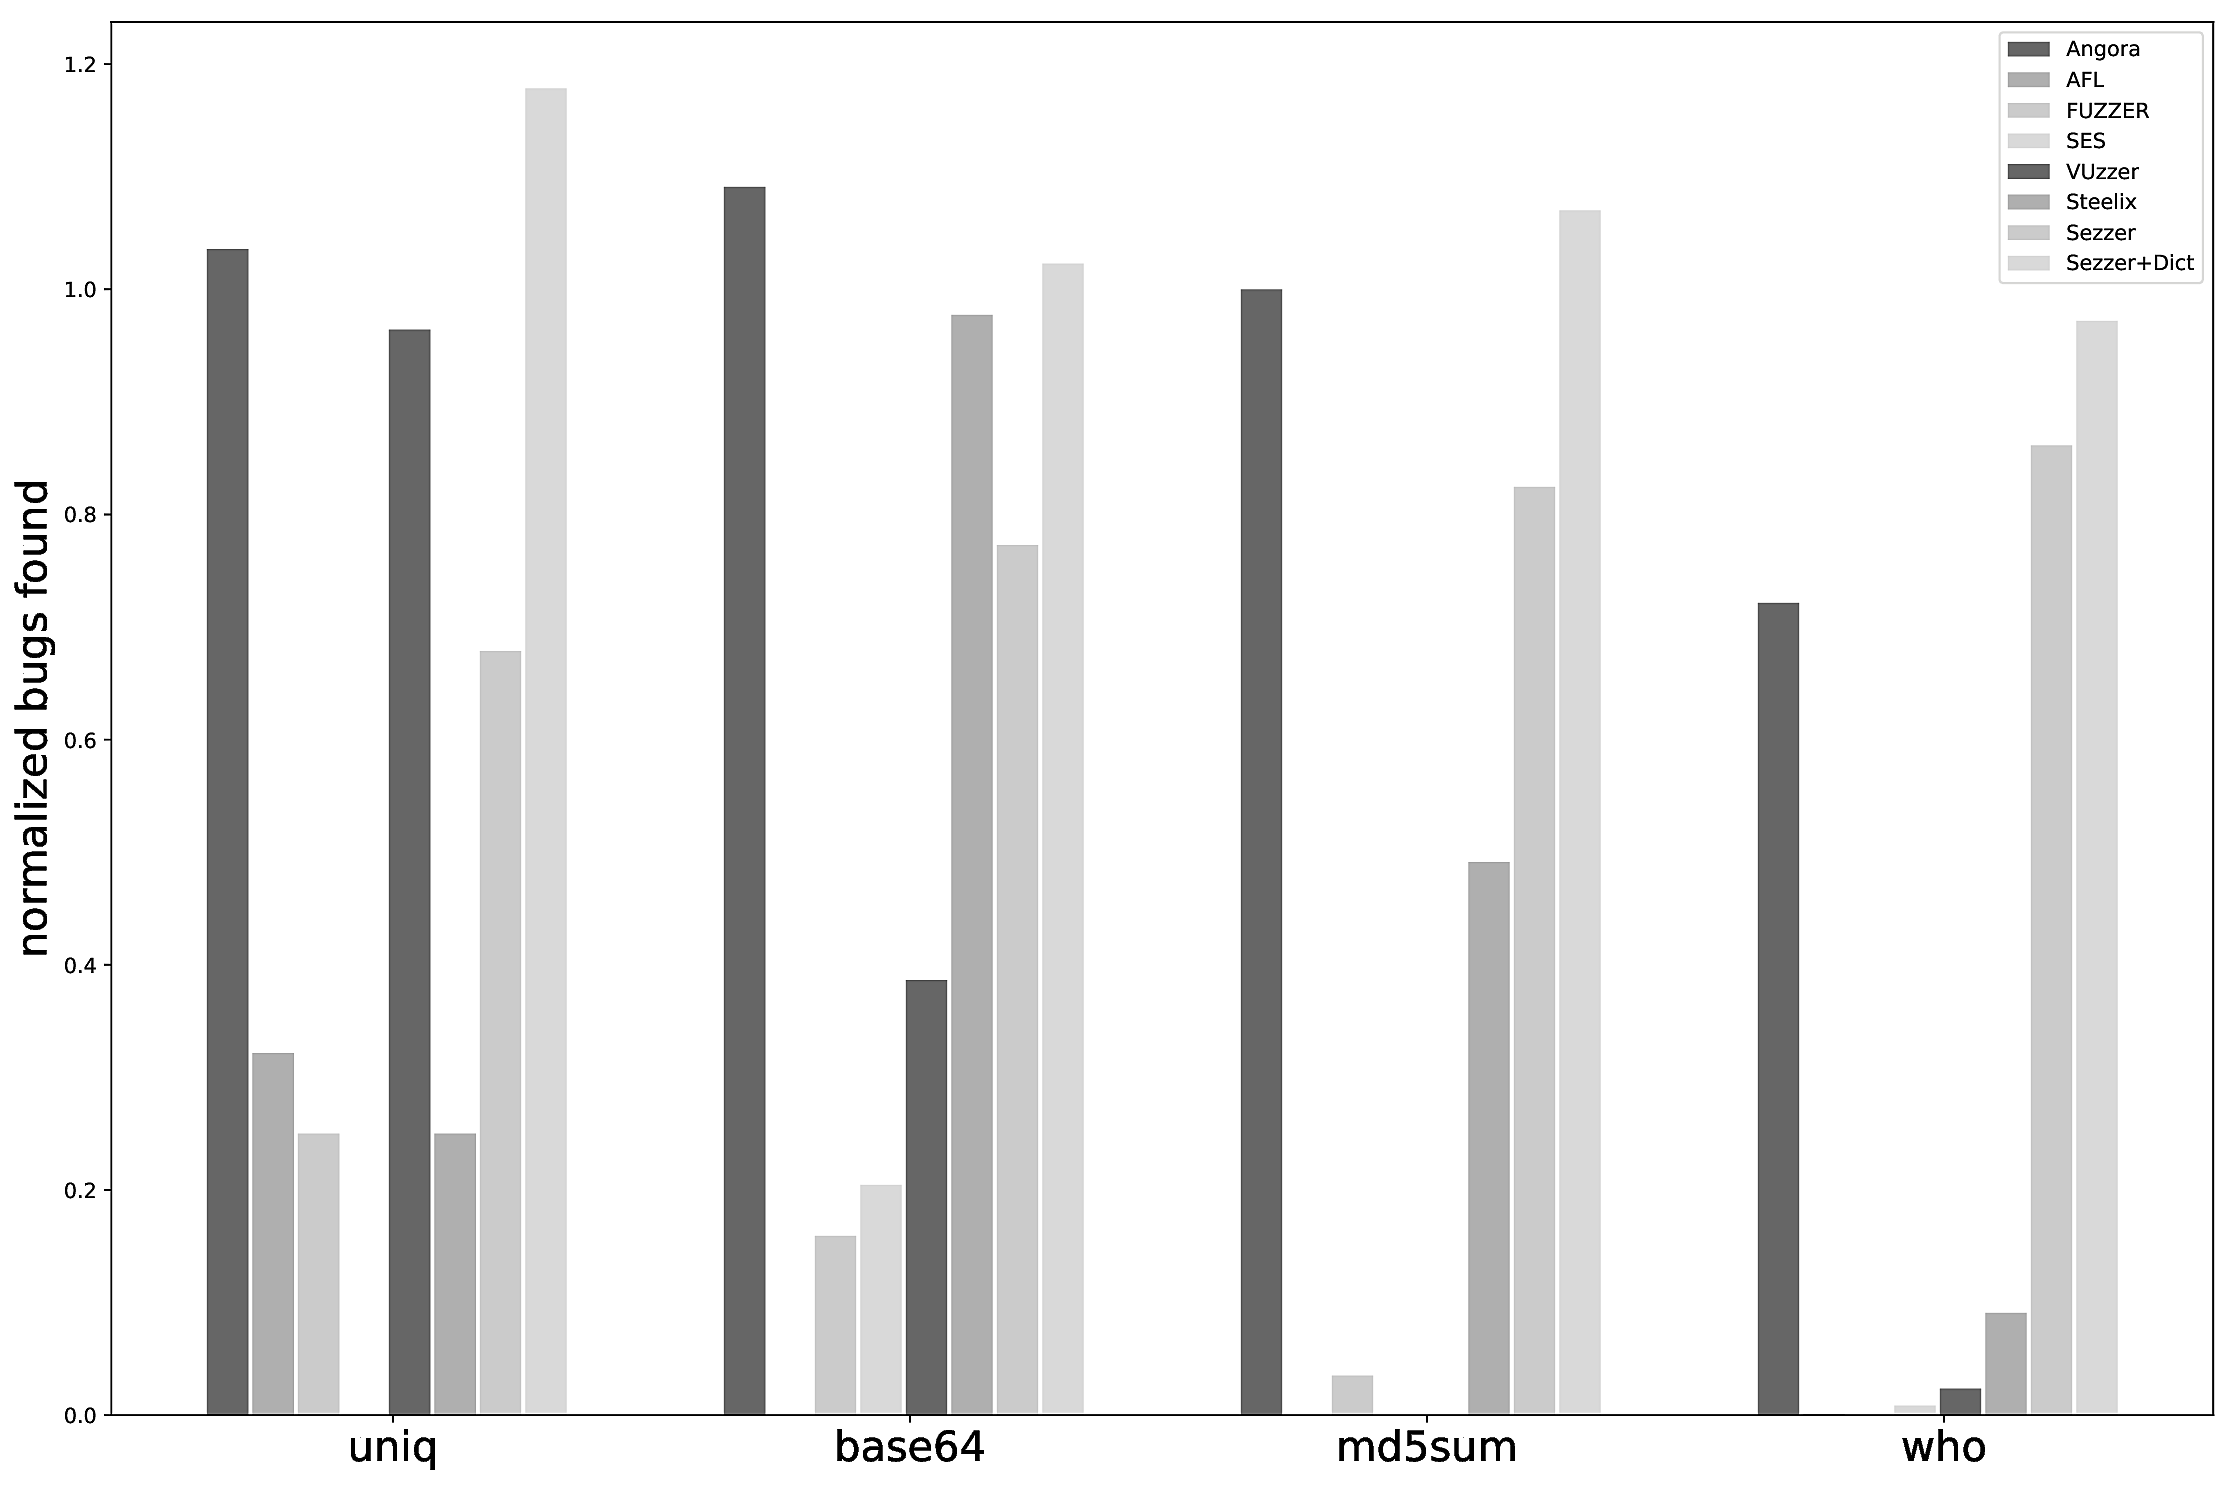 normalized bugs found
1.2
1.0
0.8
0.6
0.4
0.2
0.0
Angora
AFL
FUZZER
SES
VUzzer
Steelix
Sezzer
Sezzer+Dict
uniq
base64
md5sum
who